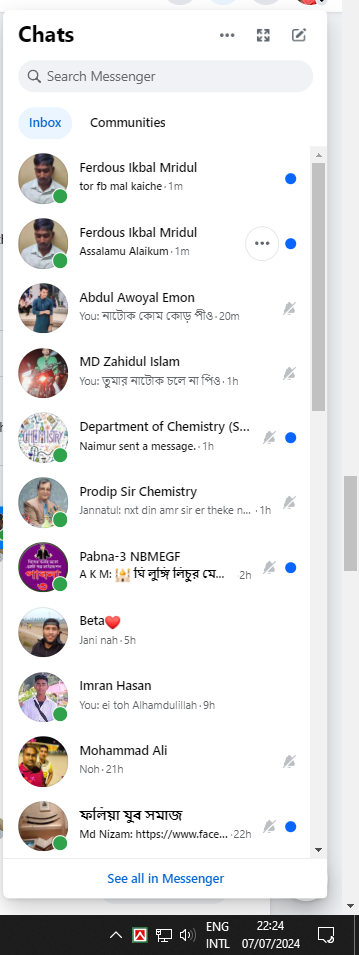 Chats
Search Messenger
Inbox
Communities
Ferdous Ikbal Mridul
tor fb mal kaiche · 1m
Ferdous Ikbal Mridul
Assalamu Alaikum · 1m
Abdul Awoyal Emon
You: নাটোক কোম কোড় পীও · 20m
MD Zahidul Islam
You: তুমার নাটোক চলে না পিও · 1h
Department of Chemistry (S...
Naimur sent a message. · 1h
Prodip Sir Chemistry
Jannatul: nxt din amr sir er theke n... · 1h
Pabna-3 NBMEGF
A K M: 🕌 ঘি লুঙ্গি লিচুর মে... · 2h
Beta❤️
Jani nah · 5h
Imran Hasan
You: ei toh Alhamdulillah · 9h
Mohammad Ali
Noh · 21h
ফলিয়া যুব সমাজ
Md Nizam: https://www.face... · 22h
See all in Messenger
ENG 22:24
INTL 07/07/2024